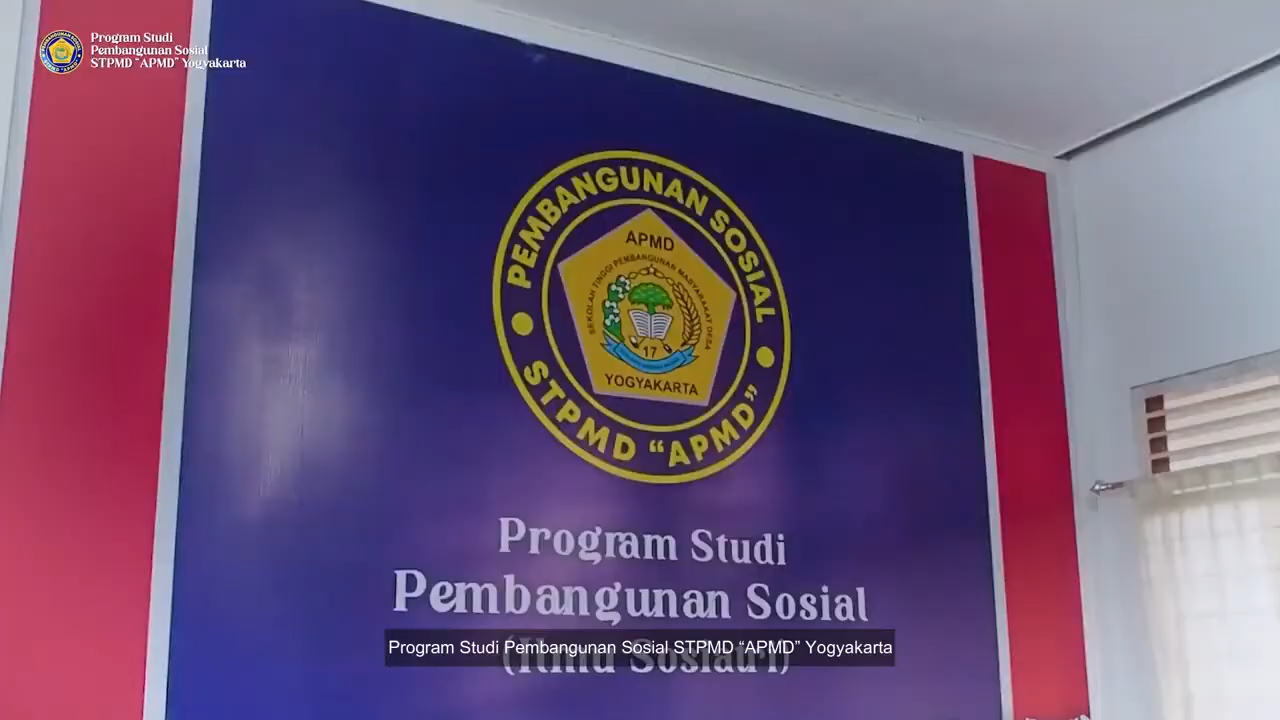 Program Studi
Pembangunan Sosial
STPMD "APMD" Yogyakarta
PEMBANGUNAN SOSIAL
APMD
SEKOLAH TINGGI PEMBANGUNAN MASYARAKAT DESA
17
YOGYAKARTA
STPMD “APMD”
Program Studi
Pembangunan Sosial
(Ilmu Sosiatri)
Program Studi Pembangunan Sosial STPMD “APMD” Yogyakarta